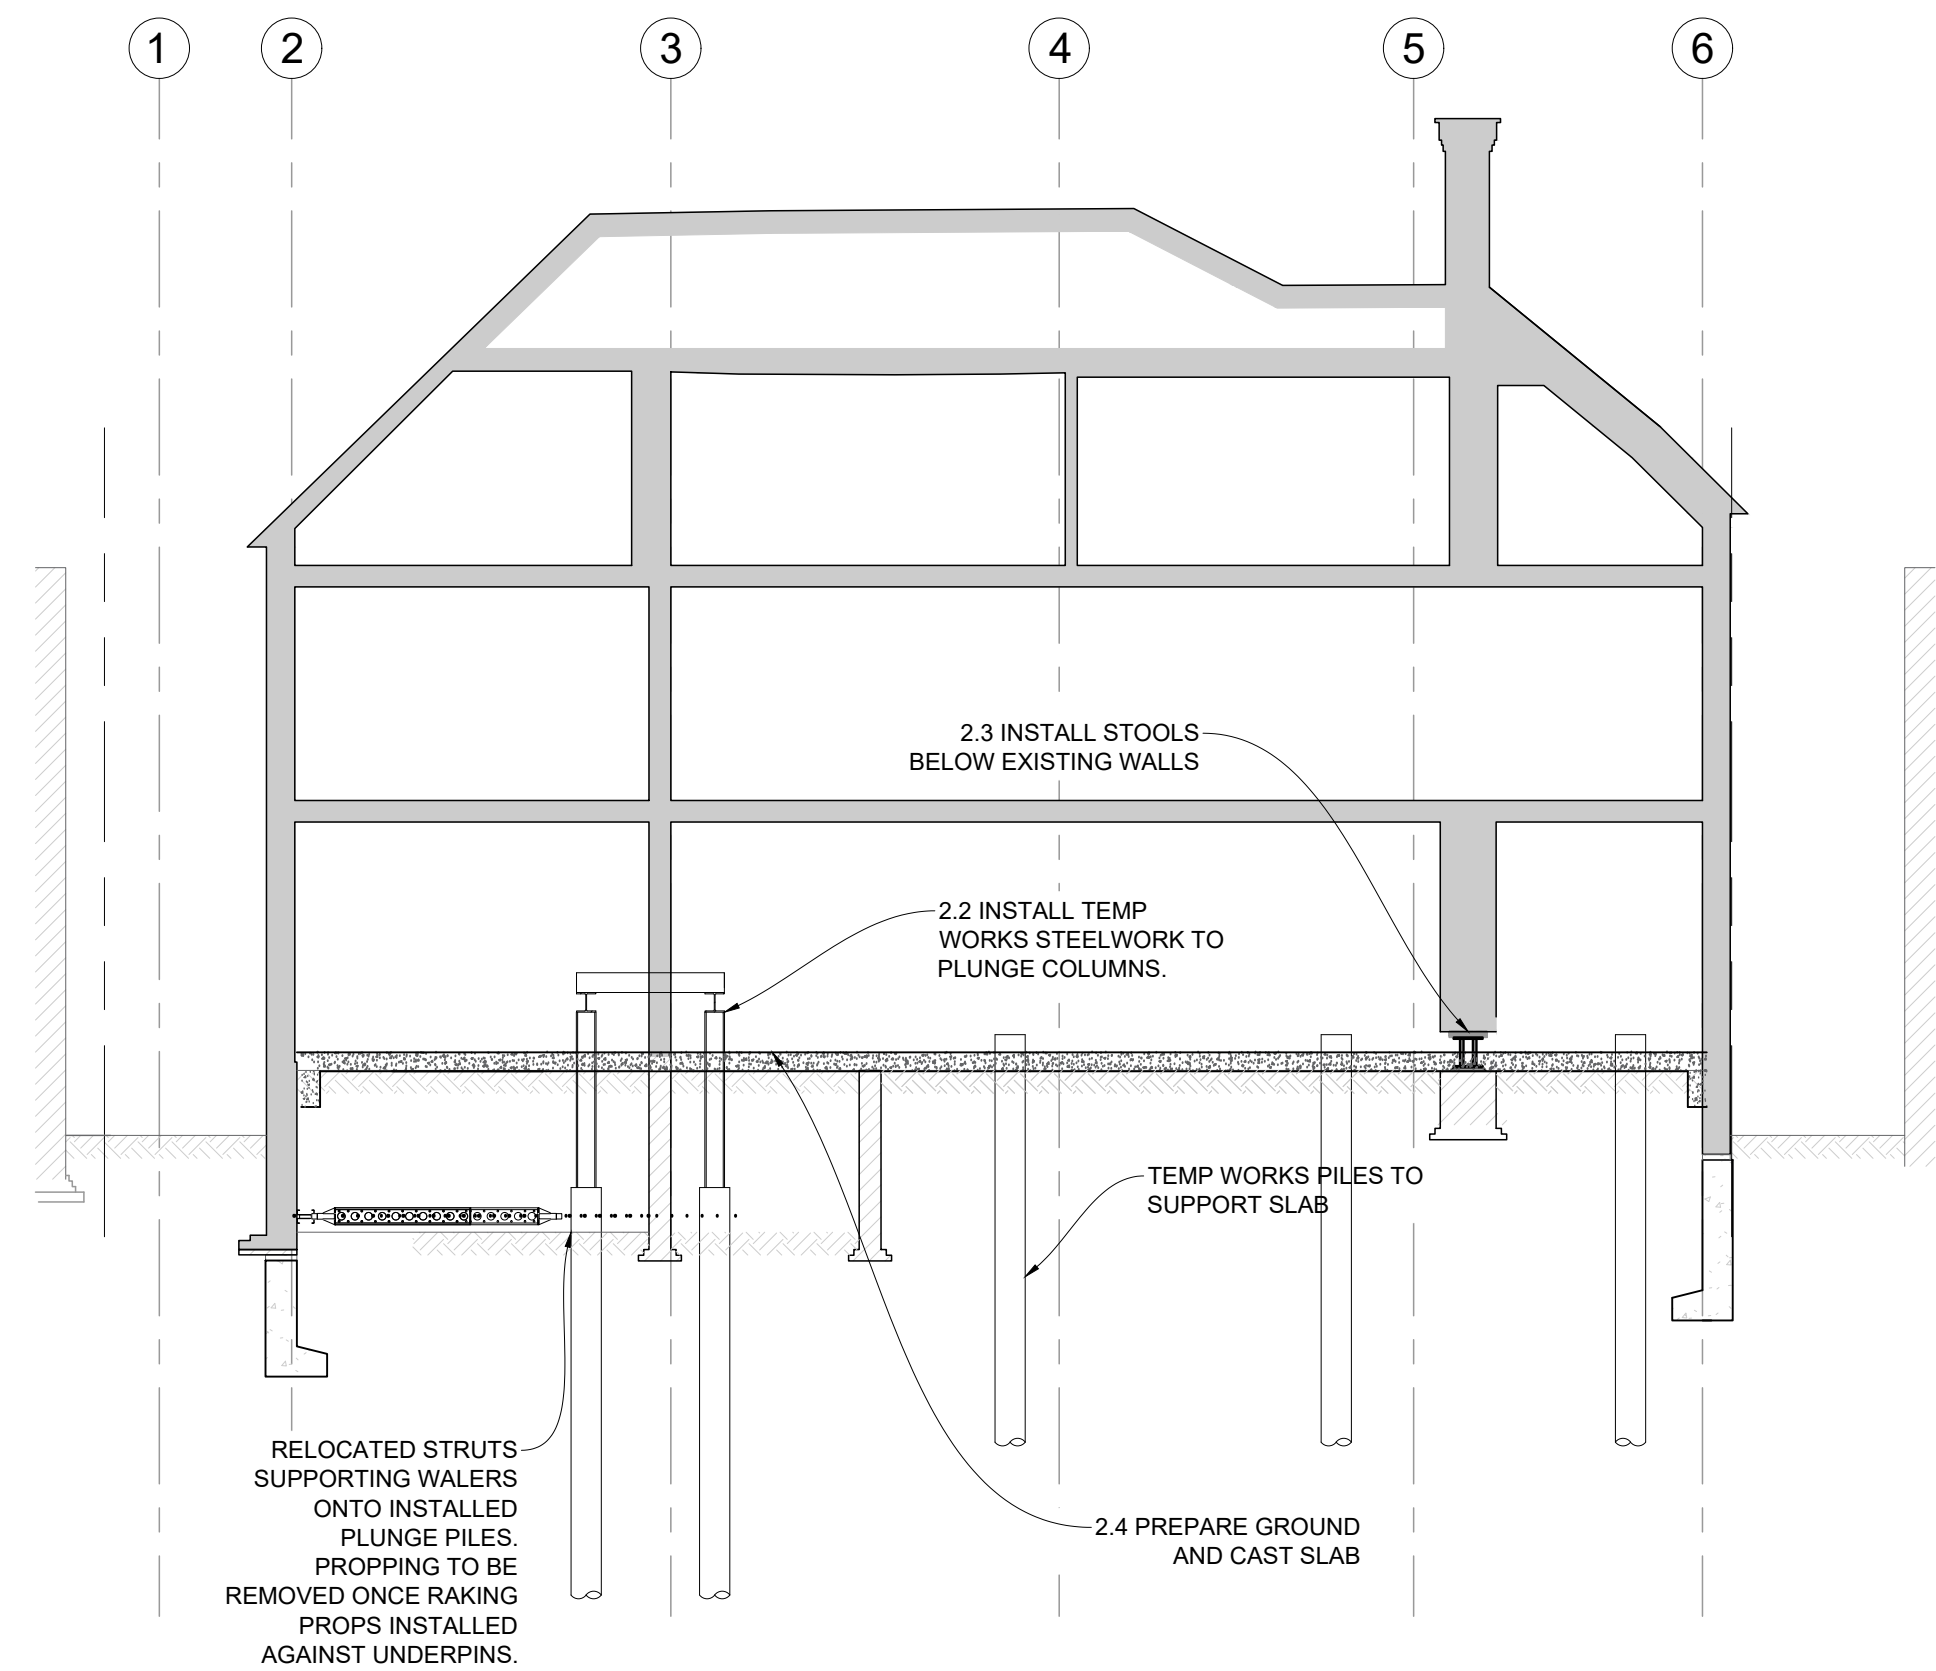 1
2
3
4
5
6
2.3 INSTALL STOOLS
BELOW EXISTING WALLS
2.2 INSTALL TEMP
WORKS STEELWORK TO
PLUNGE COLUMNS.
TEMP WORKS PILES TO
SUPPORT SLAB
RELOCATED STRUTS
SUPPORTING WALERS
ONTO INSTALLED
PLUNGE PILES.
PROPPING TO BE
REMOVED ONCE RAKING
PROPS INSTALLED
AGAINST UNDERPINS.
2.4 PREPARE GROUND
AND CAST SLAB